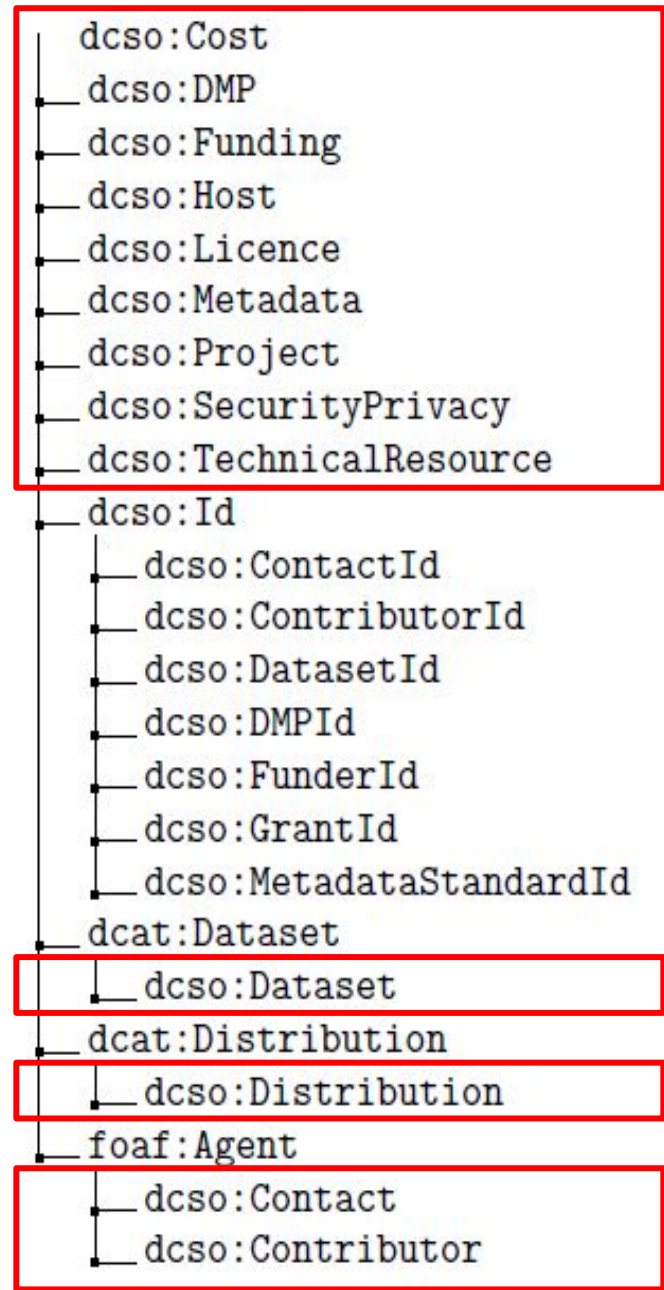 dcso:Cost
dcso:DMP
dcso:Funding
dcso:Host
dcso:Licence
dcso:Metadata
dcso:Project
dcso:SecurityPrivacy
dcso:TechnicalResource
dcso:Id
dcso:ContactId
dcso:ContributorId
dcso:DatasetId
dcso:DMPId
dcso:FunderId
dcso:GrantId
dcso:MetadataStandardId
dcat:Dataset
dcso:Dataset
dcat:Distribution
dcso:Distribution
foaf:Agent
dcso:Contact
dcso:Contributor